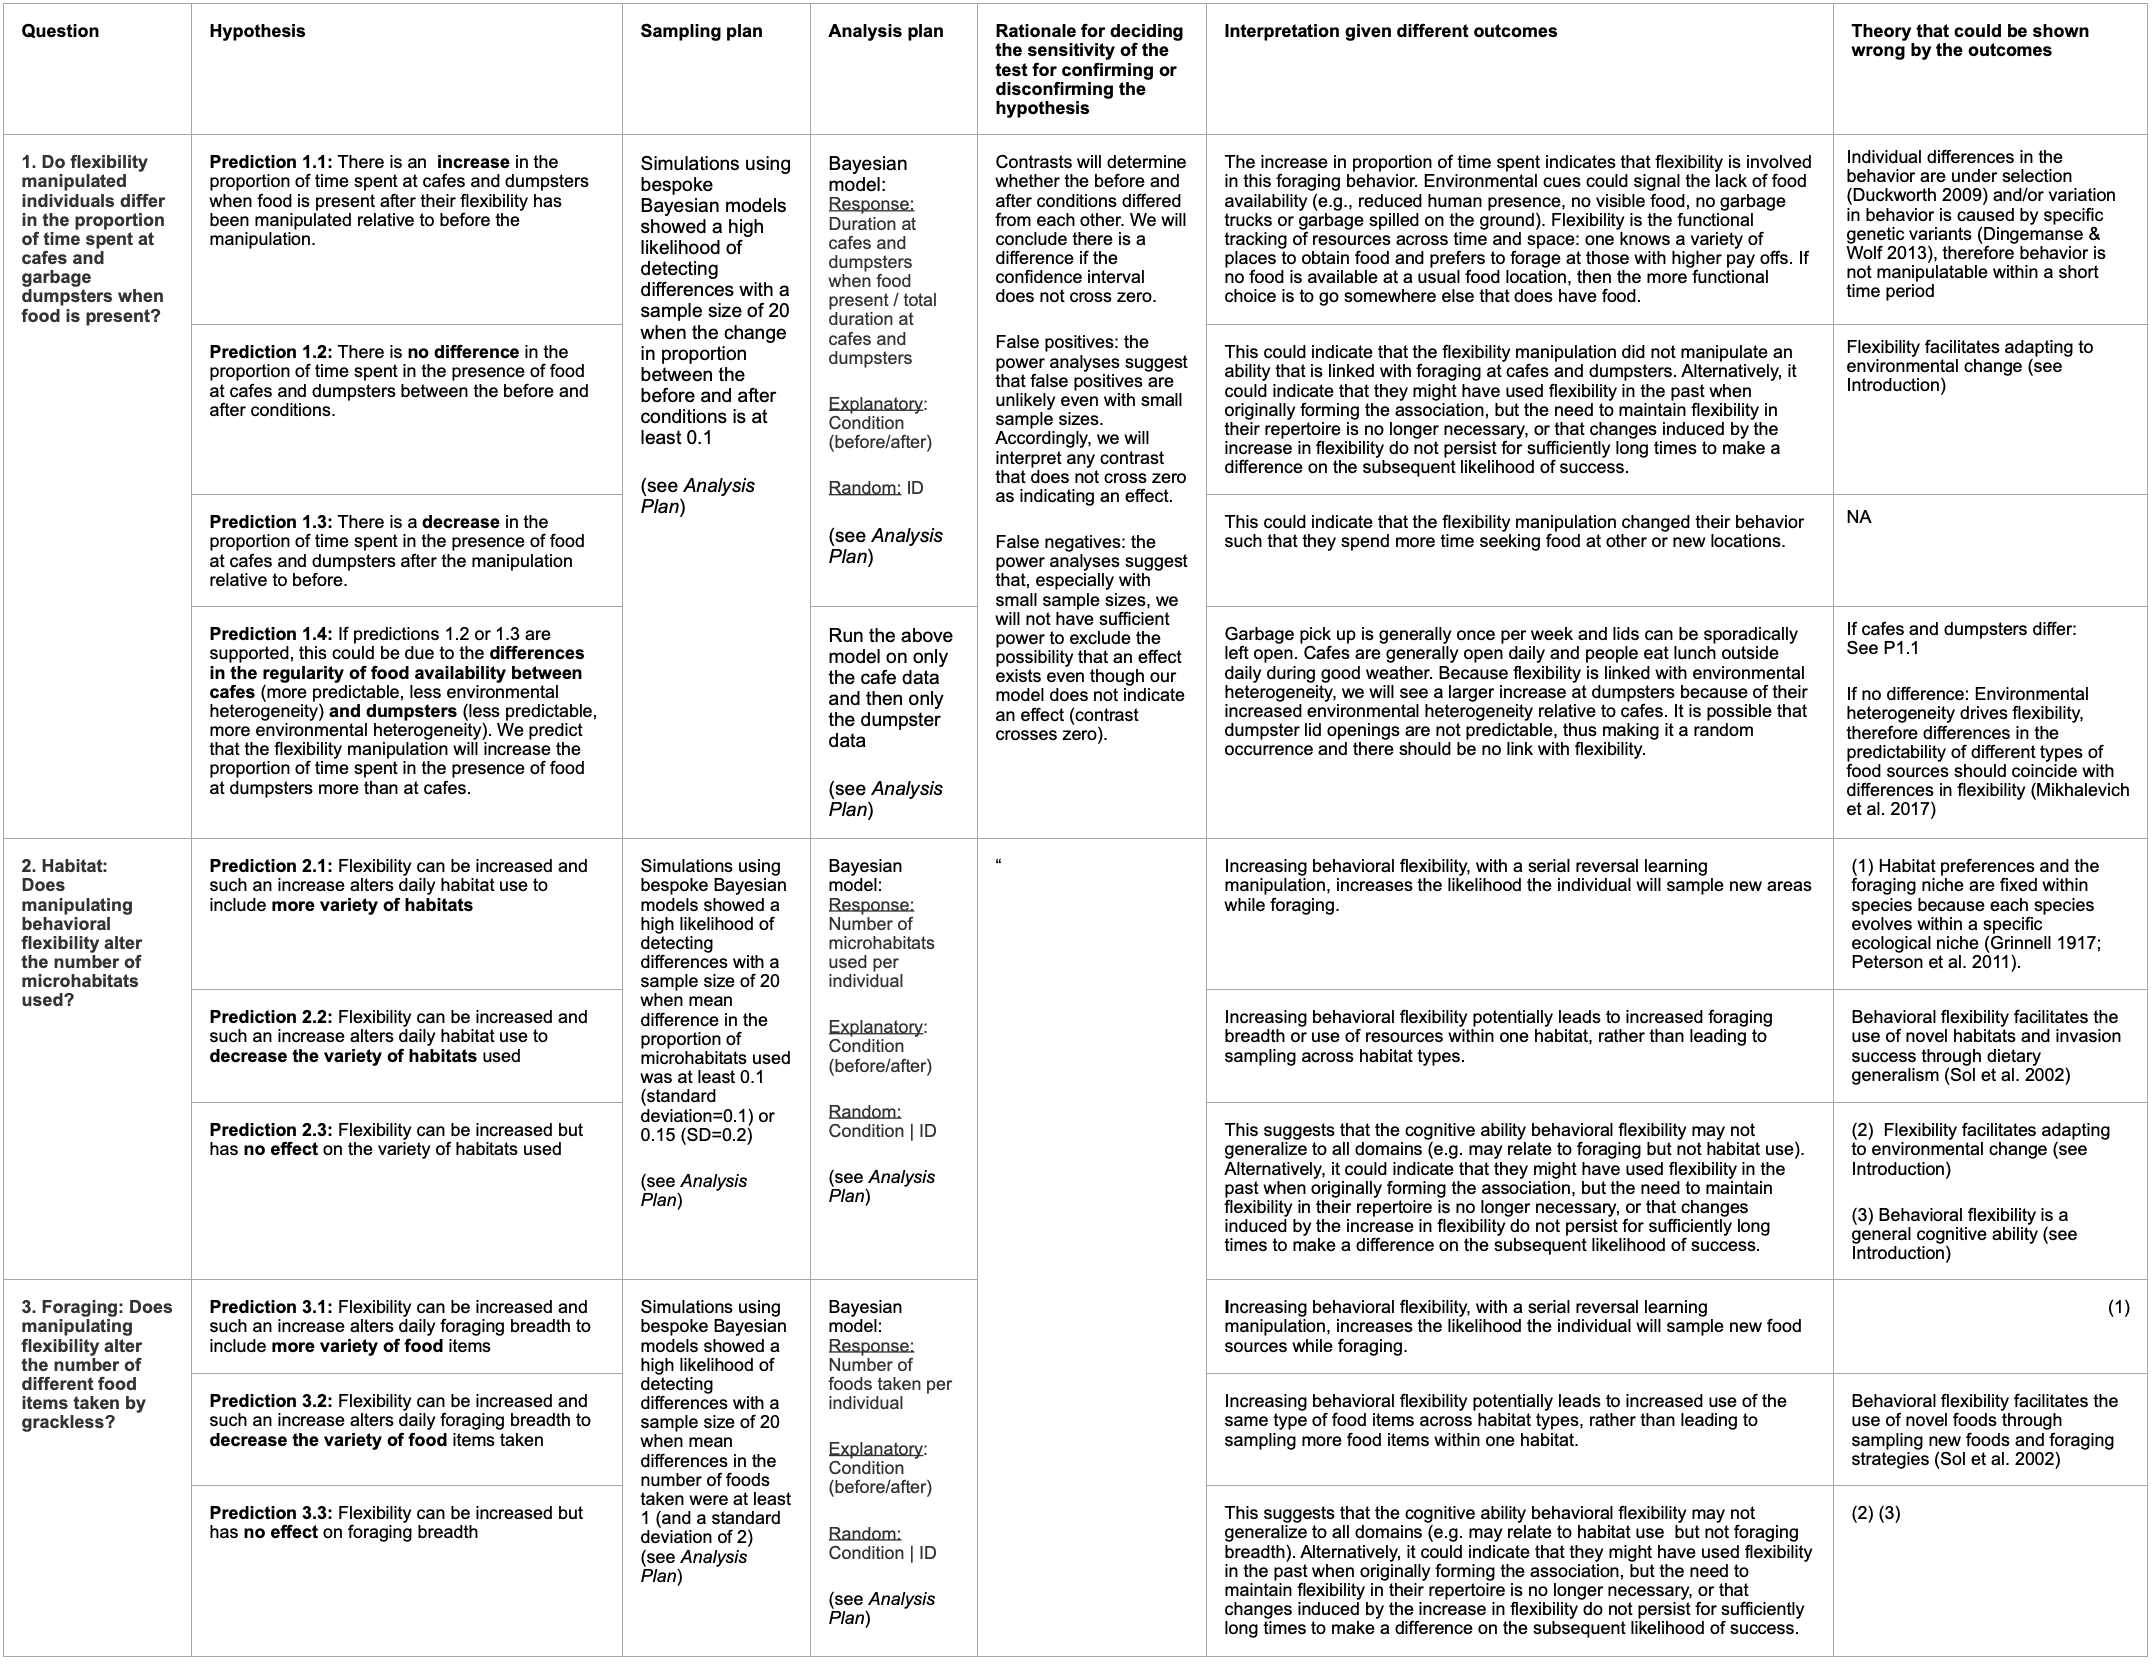 Question
Hypothesis
Sampling plan
Analysis plan
Rationale for deciding
the sensitivity of the
test for confirming or
disconfirming the
hypothesis
Interpretation given different outcomes
Theory that could be shown
wrong by the outcomes
1. Do flexibility
manipulated
individuals differ
in the proportion
of time spent at
cafes and
garbage
dumpsters when
food is present?
Prediction 1.1: There is an  increase in the
proportion of time spent at cafes and dumpsters
when food is present after their flexibility has
been manipulated relative to before the
manipulation.
Simulations using
bespoke
Bayesian models
showed a high
likelihood of
detecting
differences with a
sample size of 20
when the change
in proportion
between the
before and after
conditions is at
least 0.1
(see Analysis
Plan)
Bayesian
model:
Response:
Duration at
cafes and
dumpsters
when food
present / total
duration at
cafes and
dumpsters
Explanatory:
Condition
(before/after)
Random: ID
(see Analysis
Plan)
Contrasts will determine
whether the before and
after conditions differed
from each other. We will
conclude there is a
difference if the
confidence interval
does not cross zero.
False positives: the
power analyses suggest
that false positives are
unlikely even with small
sample sizes.
Accordingly, we will
interpret any contrast
that does not cross zero
as indicating an effect.
False negatives: the
power analyses suggest
that, especially with
small sample sizes, we
will not have sufficient
power to exclude the
possibility that an effect
exists even though our
model does not indicate
an effect (contrast
crosses zero).
The increase in proportion of time spent indicates that flexibility is involved
in this foraging behavior. Environmental cues could signal the lack of food
availability (e.g., reduced human presence, no visible food, no garbage
trucks or garbage spilled on the ground). Flexibility is the functional
tracking of resources across time and space: one knows a variety of
places to obtain food and prefers to forage at those with higher pay offs. If
no food is available at a usual food location, then the more functional
choice is to go somewhere else that does have food.
Individual differences in the
behavior are under selection
(Duckworth 2009) and/or variation
in behavior is caused by specific
genetic variants (Dingemanse &
Wolf 2013), therefore behavior is
not manipulatable within a short
time period
Prediction 1.2: There is no difference in the
proportion of time spent in the presence of food
at cafes and dumpsters between the before and
after conditions.
This could indicate that the flexibility manipulation did not manipulate an
ability that is linked with foraging at cafes and dumpsters. Alternatively, it
could indicate that they might have used flexibility in the past when
originally forming the association, but the need to maintain flexibility in
their repertoire is no longer necessary, or that changes induced by the
increase in flexibility do not persist for sufficiently long times to make a
difference on the subsequent likelihood of success.
Flexibility facilitates adapting to
environmental change (see
Introduction)
Prediction 1.3: There is a decrease in the
proportion of time spent in the presence of food
at cafes and dumpsters after the manipulation
relative to before.
This could indicate that the flexibility manipulation changed their behavior
such that they spend more time seeking food at other or new locations.
NA
Prediction 1.4: If predictions 1.2 or 1.3 are
supported, this could be due to the differences
in the regularity of food availability between
cafes (more predictable, less environmental
heterogeneity) and dumpsters (less predictable,
more environmental heterogeneity). We predict
that the flexibility manipulation will increase the
proportion of time spent in the presence of food
at dumpsters more than at cafes.
Run the above
model on only
the cafe data
and then only
the dumpster
data
(see Analysis
Plan)
Garbage pick up is generally once per week and lids can be sporadically
left open. Cafes are generally open daily and people eat lunch outside
daily during good weather. Because flexibility is linked with environmental
heterogeneity, we will see a larger increase at dumpsters because of their
increased environmental heterogeneity relative to cafes. It is possible that
dumpster lid openings are not predictable, thus making it a random
occurrence and there should be no link with flexibility.
If cafes and dumpsters differ:
See P1.1
If no difference: Environmental
heterogeneity drives flexibility,
therefore differences in the
predictability of different types of
food sources should coincide with
differences in flexibility (Mikhalevich
et al. 2017)
2. Habitat:
Does
manipulating
behavioral
flexibility alter
the number of
microhabitats
used?
Prediction 2.1: Flexibility can be increased and
such an increase alters daily habitat use to
include more variety of habitats
Simulations using
bespoke Bayesian
models showed a
high likelihood of
detecting
differences with a
sample size of 20
when mean
difference in the
proportion of
microhabitats used
was at least 0.1
(standard
deviation=0.1) or
0.15 (SD=0.2)
(see Analysis
Plan)
Bayesian
model:
Response:
Number of
microhabitats
used per
individual
Explanatory:
Condition
(before/after)
Random:
Condition | ID
(see Analysis
Plan)
“
Increasing behavioral flexibility, with a serial reversal learning
manipulation, increases the likelihood the individual will sample new areas
while foraging.
(1) Habitat preferences and the
foraging niche are fixed within
species because each species
evolves within a specific
ecological niche (Grinnell 1917;
Peterson et al. 2011).
Prediction 2.2: Flexibility can be increased and
such an increase alters daily habitat use to
decrease the variety of habitats used
Increasing behavioral flexibility potentially leads to increased foraging
breadth or use of resources within one habitat, rather than leading to
sampling across habitat types.
Behavioral flexibility facilitates the
use of novel habitats and invasion
success through dietary
generalism (Sol et al. 2002)
Prediction 2.3: Flexibility can be increased but
has no effect on the variety of habitats used
This suggests that the cognitive ability behavioral flexibility may not
generalize to all domains (e.g. may relate to foraging but not habitat use).
Alternatively, it could indicate that they might have used flexibility in the
past when originally forming the association, but the need to maintain
flexibility in their repertoire is no longer necessary, or that changes
induced by the increase in flexibility do not persist for sufficiently long
times to make a difference on the subsequent likelihood of success.
(2)  Flexibility facilitates adapting
to environmental change (see
Introduction)
(3) Behavioral flexibility is a
general cognitive ability (see
Introduction)
3. Foraging: Does
manipulating
flexibility alter
the number of
different food
items taken by
grackless?
Prediction 3.1: Flexibility can be increased and
such an increase alters daily foraging breadth to
include more variety of food items
Simulations using
bespoke Bayesian
models showed a
high likelihood of
detecting
differences with a
sample size of 20
when mean
differences in the
number of foods
taken were at least
1 (and a standard
deviation of 2)
(see Analysis
Plan)
Bayesian
model:
Response:
Number of
foods taken per
individual
Explanatory:
Condition
(before/after)
Random:
Condition | ID
(see Analysis
Plan)
Increasing behavioral flexibility, with a serial reversal learning
manipulation, increases the likelihood the individual will sample new food
sources while foraging.
(1)
Prediction 3.2: Flexibility can be increased and
such an increase alters daily foraging breadth to
decrease the variety of food items taken
Increasing behavioral flexibility potentially leads to increased use of the
same type of food items across habitat types, rather than leading to
sampling more food items within one habitat.
Behavioral flexibility facilitates the
use of novel foods through
sampling new foods and foraging
strategies (Sol et al. 2002)
Prediction 3.3: Flexibility can be increased but
has no effect on foraging breadth
This suggests that the cognitive ability behavioral flexibility may not
generalize to all domains (e.g. may relate to habitat use  but not foraging
breadth). Alternatively, it could indicate that they might have used flexibility
in the past when originally forming the association, but the need to
maintain flexibility in their repertoire is no longer necessary, or that
changes induced by the increase in flexibility do not persist for sufficiently
long times to make a difference on the subsequent likelihood of success.
(2) (3)